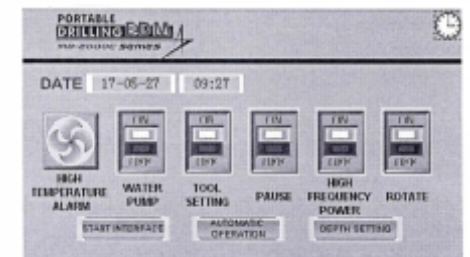 PORTABLE
DRILLING EDM
SERIES
DATE 17-05-27 09:27
ON ON ON ON ON
OFF OFF OFF OFF OFF
HIGH TEMPERATURE ALARM
WATER PUMP
TOOL SETTING
PAUSE
HIGH FREQUENCY POWER
ROTATE
START INTERFACE
AUTOMATIC OPERATION
DEPTH SETTING